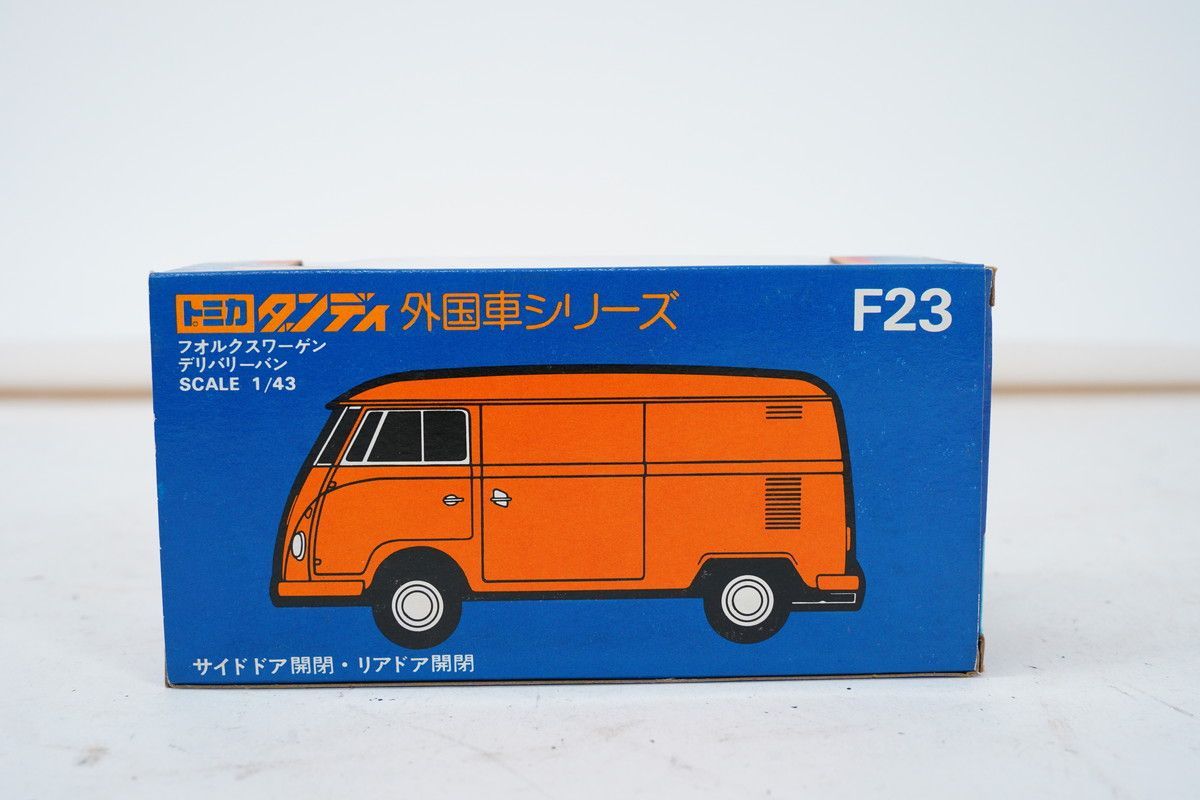 トミカ ダンディ 外国車シリーズ F23
フオルクスワーゲン
デリバリーバン
SCALE 1/43
サイドドア開閉・リアドア開閉